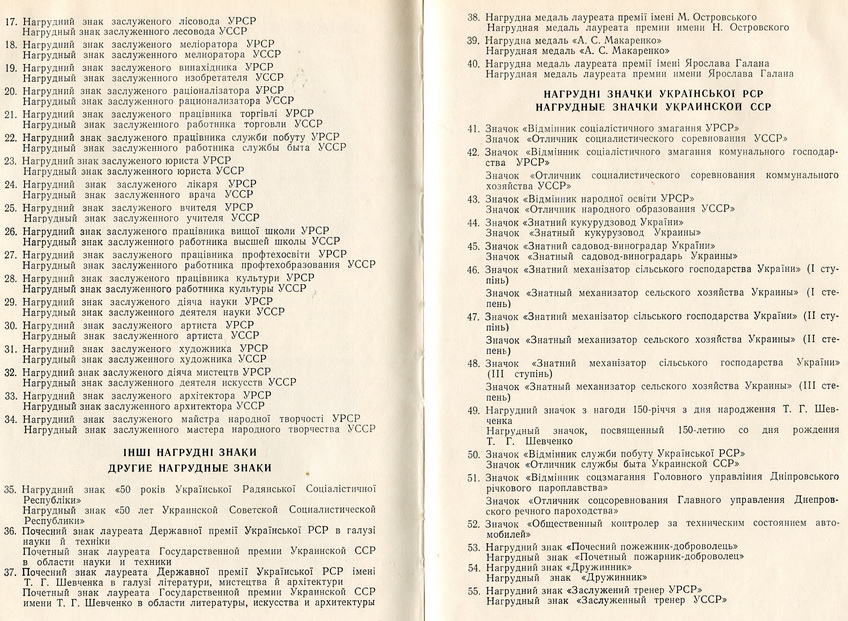 17. Нагрудний знак заслуженого лісовода УРСР
Нагрудный знак заслуженного лесовода УССР
18. Нагрудний знак заслуженого меліоратора УРСР
Нагрудный знак заслуженного мелиоратора УССР
19. Нагрудний знак заслуженого винахідника УРСР
Нагрудный знак заслуженного изобретателя УССР
20. Нагрудний знак заслуженого раціоналізатора УРСР
Нагрудный знак заслуженного рационализатора УССР
21. Нагрудний знак заслуженого працівника торгівлі УРСР
Нагрудный знак заслуженного работника торговли УССР
22. Нагрудний знак заслуженого працівника служби побуту УРСР
Нагрудный знак заслуженного работника службы быта УССР
23. Нагрудний знак заслуженого юриста УРСР
Нагрудный знак заслуженного юриста УССР
24. Нагрудний знак заслуженого лікаря УРСР
Нагрудный знак заслуженного врача УССР
25. Нагрудний знак заслуженого вчителя УРСР
Нагрудный знак заслуженного учителя УССР
26. Нагрудний знак заслуженого працівника вищої школи УРСР
Нагрудный знак заслуженного работника высшей школы УССР
27. Нагрудний знак заслуженого працівника профтехосвіти УРСР
Нагрудный знак заслуженного работника профтехобразования УССР
28. Нагрудний знак заслуженого працівника культури УРСР
Нагрудный знак заслуженного работника культуры УССР
29. Нагрудний знак заслуженого діяча науки УРСР
Нагрудный знак заслуженного деятеля науки УССР
30. Нагрудний знак заслуженого артиста УРСР
Нагрудный знак заслуженного артиста УССР
31. Нагрудний знак заслуженого художника УРСР
Нагрудный знак заслуженного художника УССР
32. Нагрудний знак заслуженого діяча мистецтв УРСР
Нагрудный знак заслуженного деятеля искусств УССР
33. Нагрудний знак заслуженого архітектора УРСР
Нагрудный знак заслуженного архитектора УССР
34. Нагрудний знак заслуженого майстра народної творчості УРСР
Нагрудный знак заслуженного мастера народного творчества УССР
ІНШІ НАГРУДНІ ЗНАКИ
ДРУГИЕ НАГРУДНЫЕ ЗНАКИ
35. Нагрудний знак «50 років Української Радянської Соціалістичної
Республіки»
Нагрудный знак «50 лет Украинской Советской Социалистической
Республики»
36. Почесний знак лауреата Державної премії Української РСР в галузі
науки й техніки
Почетный знак лауреата Государственной премии Украинской ССР
в области науки и техники
37. Почесний знак лауреата Державної премії Української РСР імені
Т. Г. Шевченка в галузі літератури, мистецтва й архітектури
Почетный знак лауреата Государственной премии Украинской ССР
имени Т. Г. Шевченко в области литературы, искусства и архитектуры
38. Нагрудна медаль лауреата премії імені М. Островського
Нагрудная медаль лауреата премии имени Н. Островского
39. Нагрудна медаль «А. С. Макаренко»
Нагрудная медаль «А. С. Макаренко»
40. Нагрудна медаль лауреата премії імені Ярослава Галана
Нагрудная медаль лауреата премии имени Ярослава Галана
НАГРУДНІ ЗНАЧКИ УКРАЇНСЬКОЇ РСР
НАГРУДНЫЕ ЗНАЧКИ УКРАИНСКОЙ ССР
41. Значок «Відмінник соціалістичного змагання УРСР»
Значок «Отличник социалистического соревнования УССР»
42. Значок «Відмінник соціалістичного змагання комунального господар-
ства УРСР»
Значок «Отличник социалистического соревнования коммунального
хозяйства УССР»
43. Значок «Відмінник народної освіти УРСР»
Значок «Отличник народного образования УССР»
44. Значок «Знатний кукурудзовод України»
Значок «Знатный кукурузовод Украины»
45. Значок «Знатний садовод-виноградар України»
Значок «Знатный садовод-виноградарь Украины»
46. Значок «Знатний механізатор сільського господарства України» (I сту-
пінь)
Значок «Знатный механизатор сельского хозяйства Украины» (I сте-
пень)
47. Значок «Знатний механізатор сільського господарства України» (II сту-
пінь)
Значок «Знатный механизатор сельского хозяйства Украины» (II сте-
пень)
48. Значок «Знатний механізатор сільського господарства України»
(III ступінь)
Значок «Знатный механизатор сельского хозяйства Украины» (III сте-
пень)
49. Нагрудний значок з нагоди 150-річчя з дня народження Т. Г. Шев-
ченка
Нагрудный значок, посвященный 150-летию со дня рождения
Т. Г. Шевченко
50. Значок «Відмінник служби побуту Української РСР»
Значок «Отличник службы быта Украинской ССР»
51. Значок «Відмінник соцзмагання Головного управління Дніпровського
річкового пароплавства»
Значок «Отличник соцсоревнования Главного управления Днепров-
ского речного пароходства»
52. Значок «Общественный контролер за техническим состоянием авто-
мобилей»
53. Нагрудний знак «Почесний пожежник-доброволець»
Нагрудный знак «Почетный пожарник-доброволец»
54. Нагрудний знак «Дружинник»
Нагрудный знак «Дружинник»
55. Нагрудний знак «Заслужений тренер УРСР»
Нагрудный знак «Заслуженный тренер УССР»